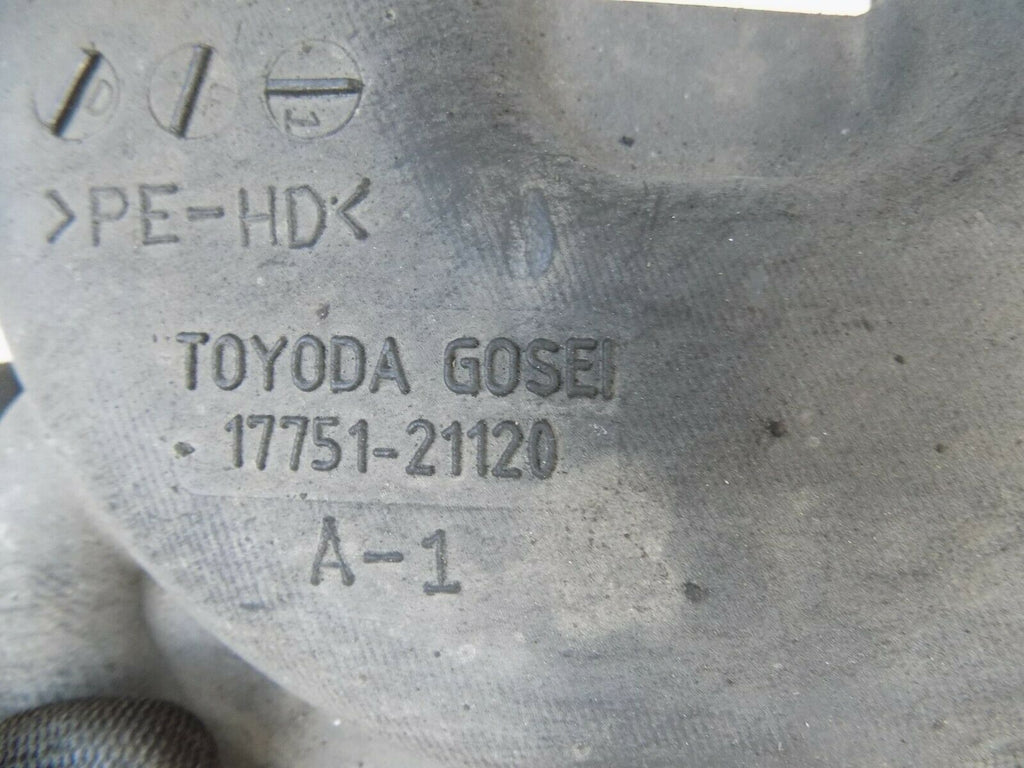 >PE-HD<
TOYODA GOSEI
17751-21120
A-1